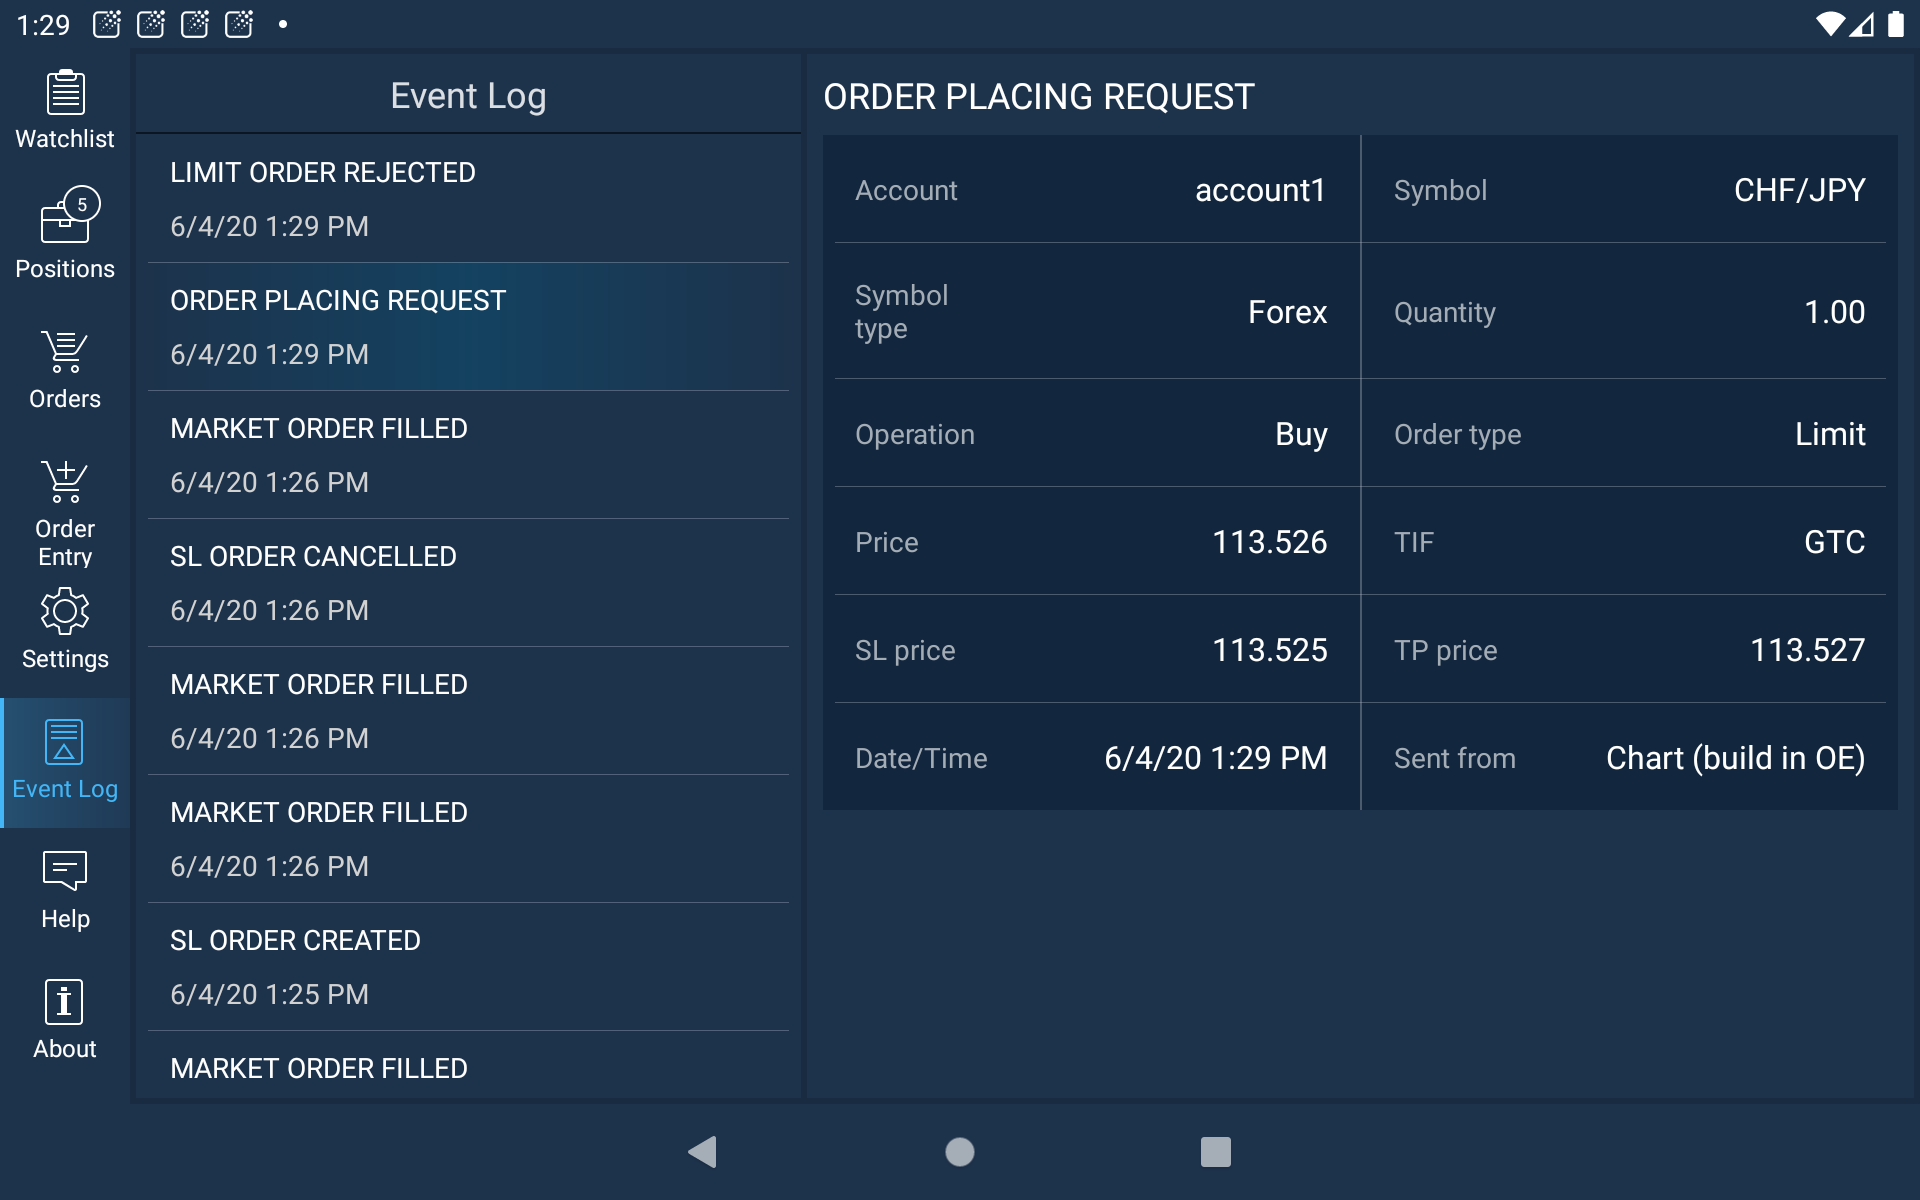 1:29
Watchlist
5
Positions
Orders
Order
Entry
Settings
Event Log
Help
About
Event Log
LIMIT ORDER REJECTED
6/4/20 1:29 PM
ORDER PLACING REQUEST
6/4/20 1:29 PM
MARKET ORDER FILLED
6/4/20 1:26 PM
SL ORDER CANCELLED
6/4/20 1:26 PM
MARKET ORDER FILLED
6/4/20 1:26 PM
MARKET ORDER FILLED
6/4/20 1:26 PM
SL ORDER CREATED
6/4/20 1:25 PM
MARKET ORDER FILLED
ORDER PLACING REQUEST
Account account1 Symbol CHF/JPY
Symbol
type Forex Quantity 1.00
Operation Buy Order type Limit
Price 113.526 TIF GTC
SL price 113.525 TP price 113.527
Date/Time 6/4/20 1:29 PM Sent from Chart (build in OE)